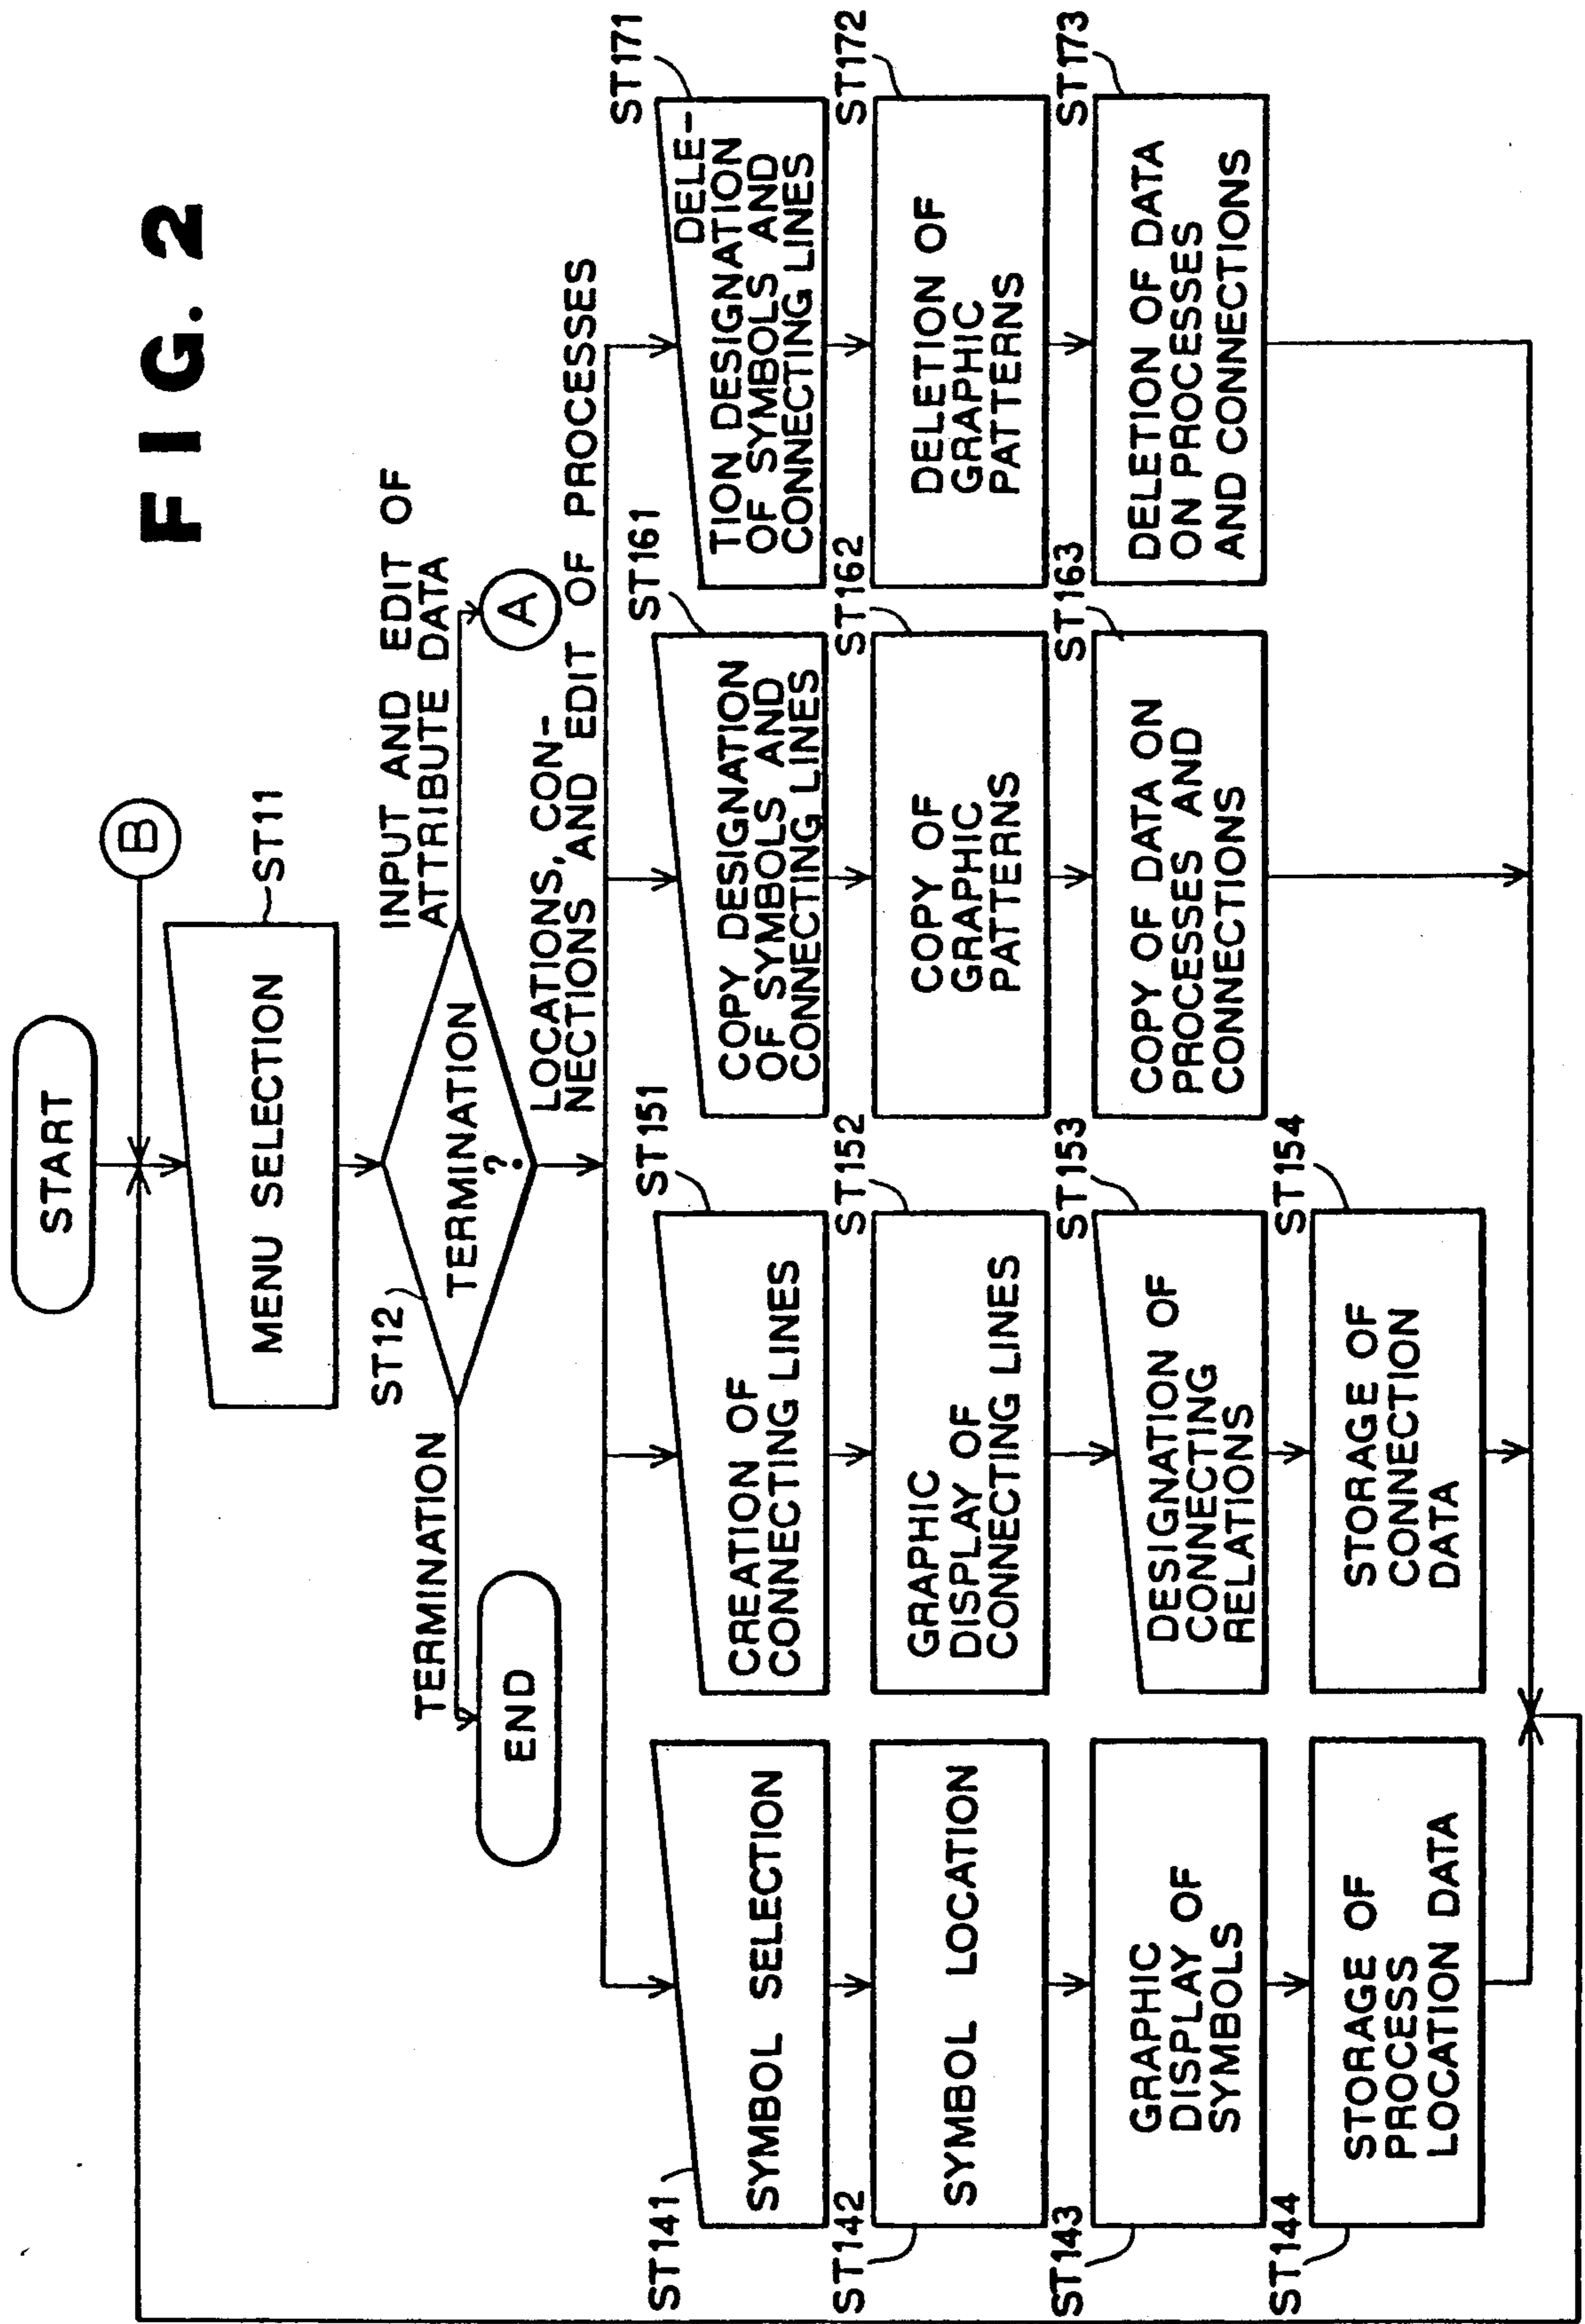 FIG. 2
START
B
MENU SELECTION
ST11
ST12
TERMINATION
?
TERMINATION
END
INPUT AND EDIT OF
ATTRIBUTE DATA
A
LOCATIONS, CON-
NECTIONS AND EDIT OF PROCESSES
ST141
SYMBOL SELECTION
ST142
SYMBOL LOCATION
ST143
GRAPHIC
DISPLAY OF
SYMBOLS
ST144
STORAGE OF
PROCESS
LOCATION DATA
ST151
CREATION OF
CONNECTING LINES
ST152
GRAPHIC
DISPLAY OF
CONNECTING LINES
ST153
DESIGNATION OF
CONNECTING
RELATIONS
ST154
STORAGE OF
CONNECTION
DATA
ST161
COPY DESIGNATION
OF SYMBOLS AND
CONNECTING LINES
ST162
COPY OF
GRAPHIC
PATTERNS
ST163
COPY OF DATA ON
PROCESSES AND
CONNECTIONS
ST171
DELE-
TION DESIGNATION
OF SYMBOLS AND
CONNECTING LINES
ST172
DELETION OF
GRAPHIC
PATTERNS
ST173
DELETION OF DATA
ON PROCESSES
AND CONNECTIONS